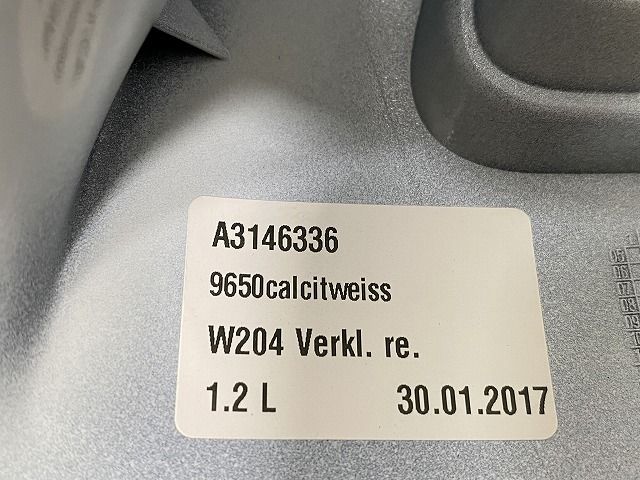 A3146336
9650calcitweiss
W204 Verkl. re.
1.2 L 30.01.2017